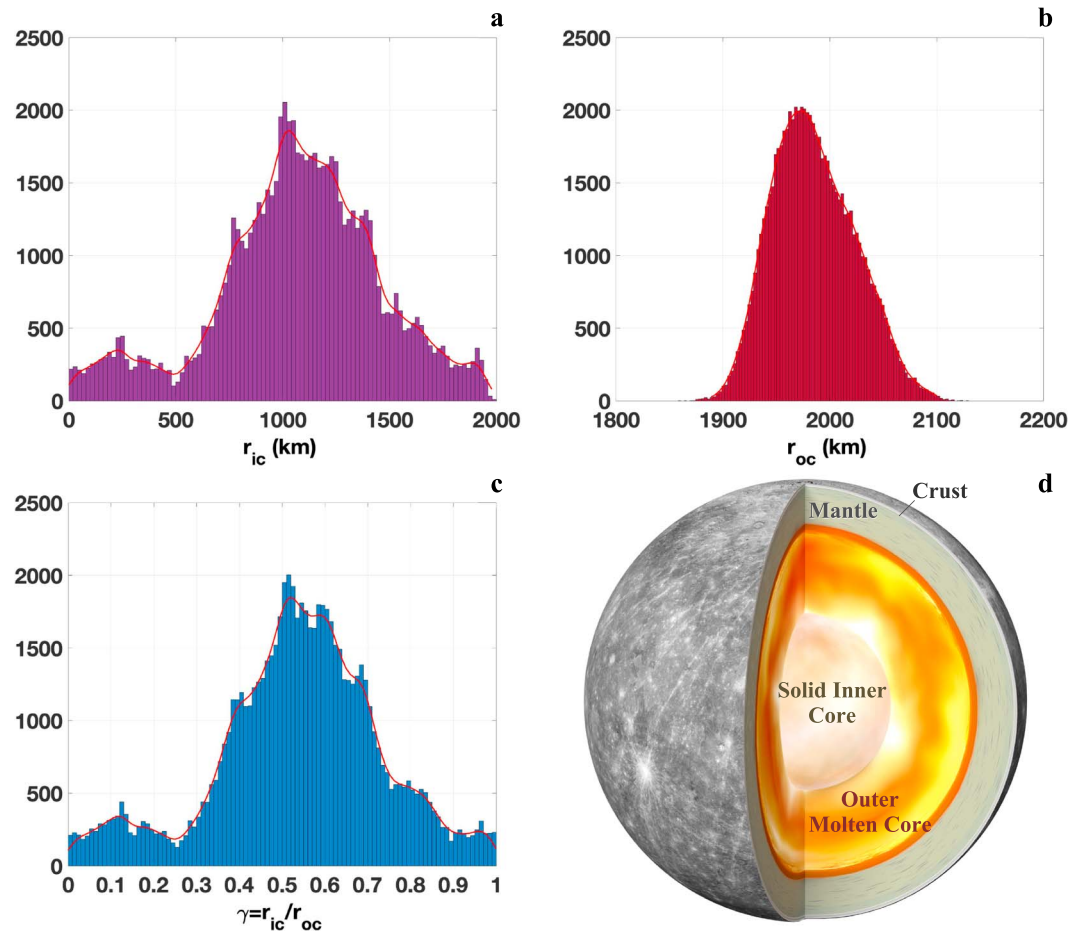 a
2500
2000
1500
1000
500
0
0 500 1000 1500 2000
r_ic (km)
b
2500
2000
1500
1000
500
0
1800 1900 2000 2100 2200
r_oc (km)
c
2500
2000
1500
1000
500
0
0 0.1 0.2 0.3 0.4 0.5 0.6 0.7 0.8 0.9 1
γ=r_ic/r_oc
d
Crust
Mantle
Solid Inner
Core
Outer
Molten Core